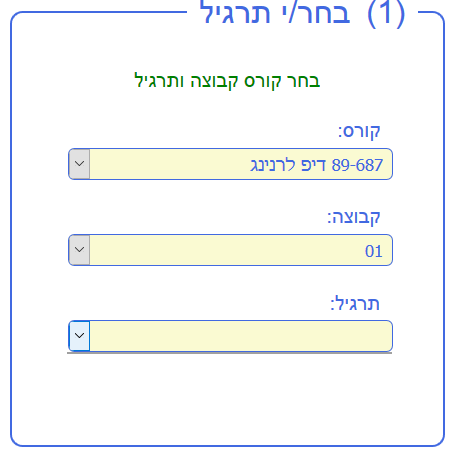 (1) בחר/י תרגיל
בחר קורס קבוצה ותרגיל
קורס:
89-687 דיפ לרנינג
קבוצה:
01
תרגיל: